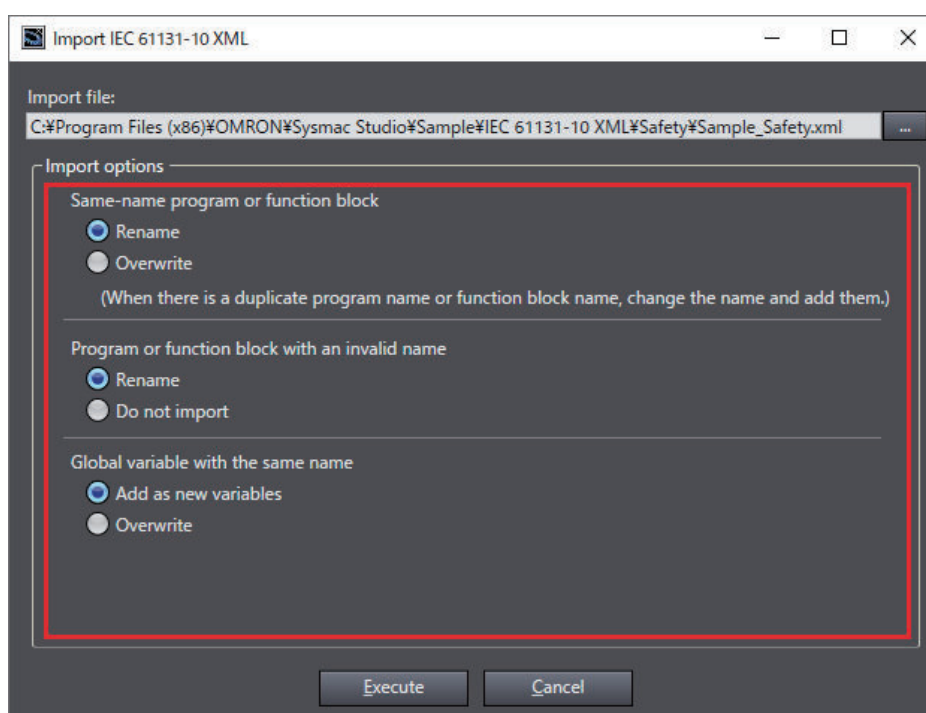 Import IEC 61131-10 XML
Import file:
C:¥Program Files (x86)¥OMRON¥Sysmac Studio¥Sample¥IEC 61131-10 XML¥Safety¥Sample_Safety.xml
...
Import options
Same-name program or function block
Rename
Overwrite
(When there is a duplicate program name or function block name, change the name and add them.)
Program or function block with an invalid name
Rename
Do not import
Global variable with the same name
Add as new variables
Overwrite
Execute
Cancel